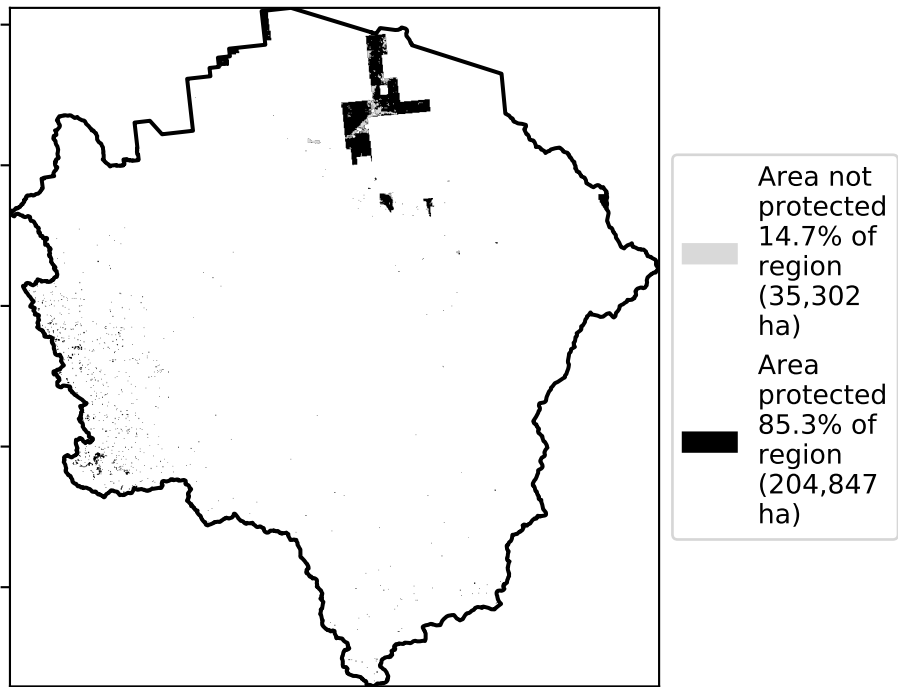 Area not
protected
14.7% of
region
(35,302
ha)
Area
protected
85.3% of
region
(204,847
ha)